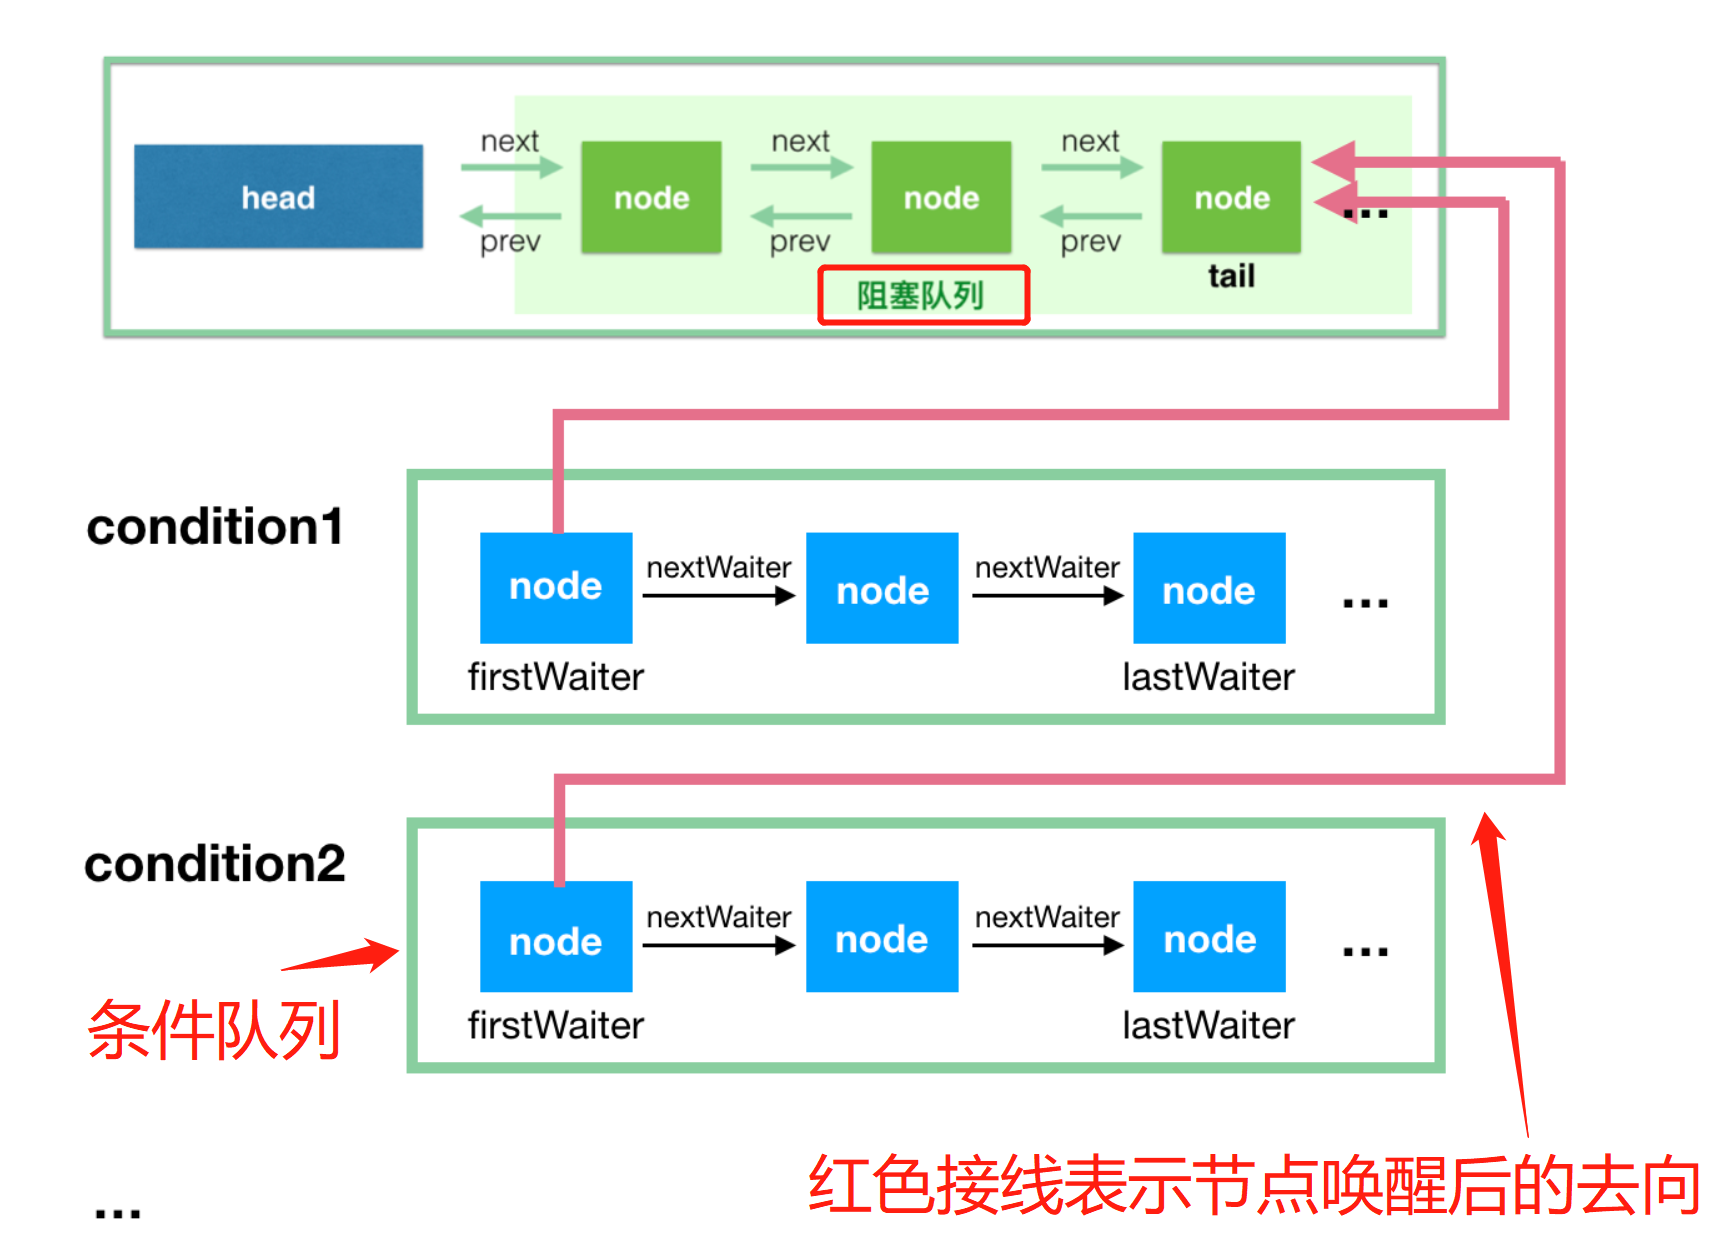 next next next
head node node node ...
prev prev prev
tail
阻塞队列
condition1
node nextWaiter node nextWaiter node ...
firstWaiter lastWaiter
condition2
node nextWaiter node nextWaiter node ...
firstWaiter lastWaiter
条件队列
红色接线表示节点唤醒后的去向
...